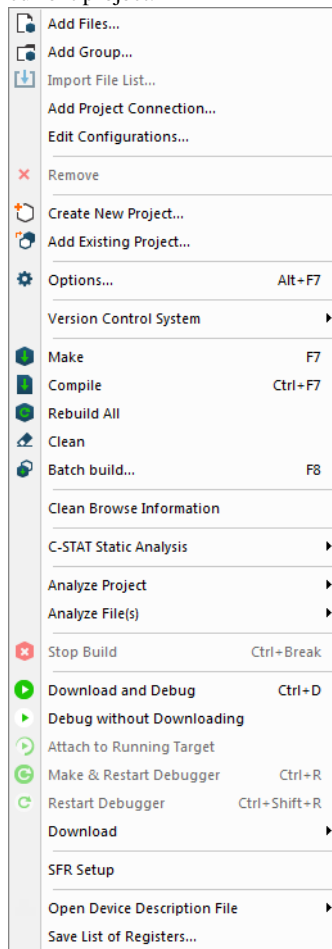 Add Files...
Add Group...
Import File List...
Add Project Connection...
Edit Configurations...
Remove
Create New Project...
Add Existing Project...
Options... Alt+F7
Version Control System
Make F7
Compile Ctrl+F7
Rebuild All
Clean
Batch build... F8
Clean Browse Information
C-STAT Static Analysis
Analyze Project
Analyze File(s)
Stop Build Ctrl+Break
Download and Debug Ctrl+D
Debug without Downloading
Attach to Running Target
Make & Restart Debugger Ctrl+R
Restart Debugger Ctrl+Shift+R
Download
SFR Setup
Open Device Description File
Save List of Registers...